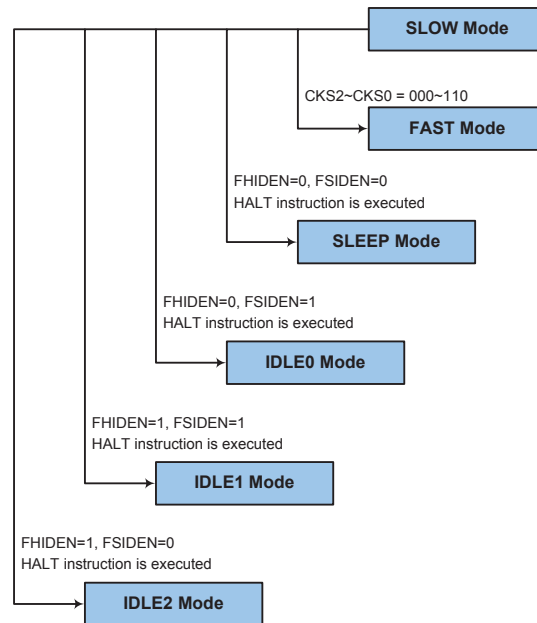 SLOW Mode
CKS2~CKS0 = 000~110
FAST Mode
FHIDEN=0, FSIDEN=0
HALT instruction is executed
SLEEP Mode
FHIDEN=0, FSIDEN=1
HALT instruction is executed
IDLE0 Mode
FHIDEN=1, FSIDEN=1
HALT instruction is executed
IDLE1 Mode
FHIDEN=1, FSIDEN=0
HALT instruction is executed
IDLE2 Mode